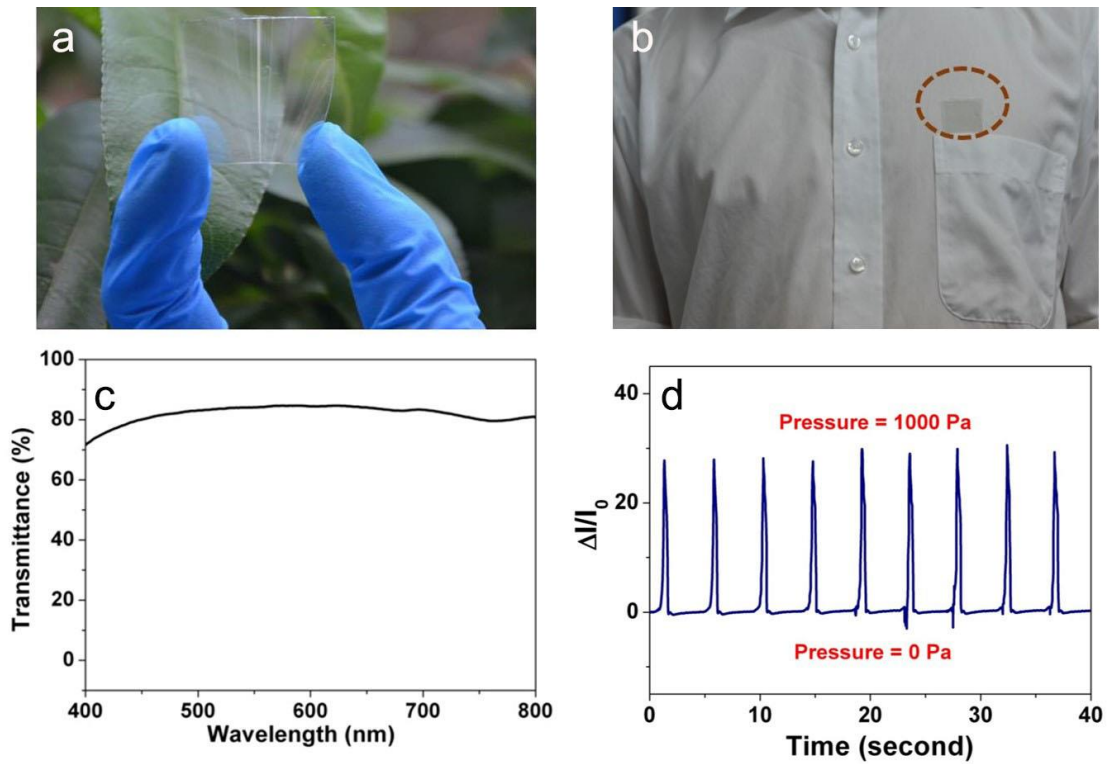 a
b
c
100
80
60
40
20
0
Transmittance (%)
400
500
600
700
800
Wavelength (nm)
d
40
20
0
ΔI/I0
Pressure = 1000 Pa
Pressure = 0 Pa
0
10
20
30
40
Time (second)